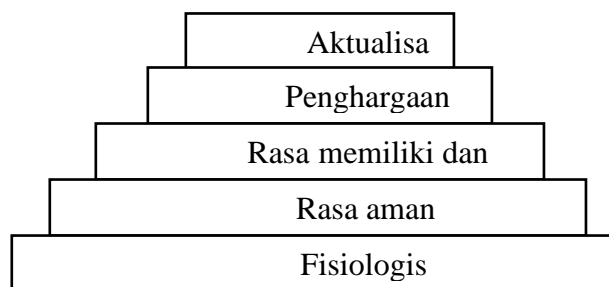 Aktualisa
Penghargaan
Rasa memiliki dan
Rasa aman
Fisiologis